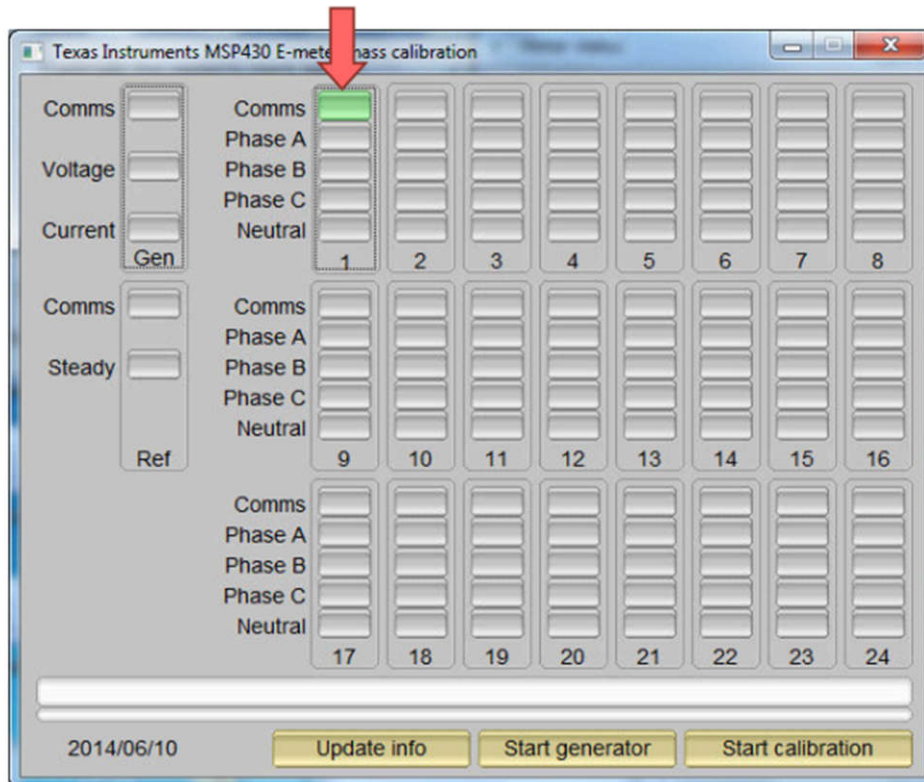 Texas Instruments MSP430 E-mete mass calibration
Comms Comms
Phase A
Voltage Phase B
Phase C
Current Neutral
Gen 1 2 3 4 5 6 7 8
Comms Comms
Phase A
Steady Phase B
Phase C
Neutral
Ref 9 10 11 12 13 14 15 16
Comms
Phase A
Phase B
Phase C
Neutral
17 18 19 20 21 22 23 24
2014/06/10 Update info Start generator Start calibration